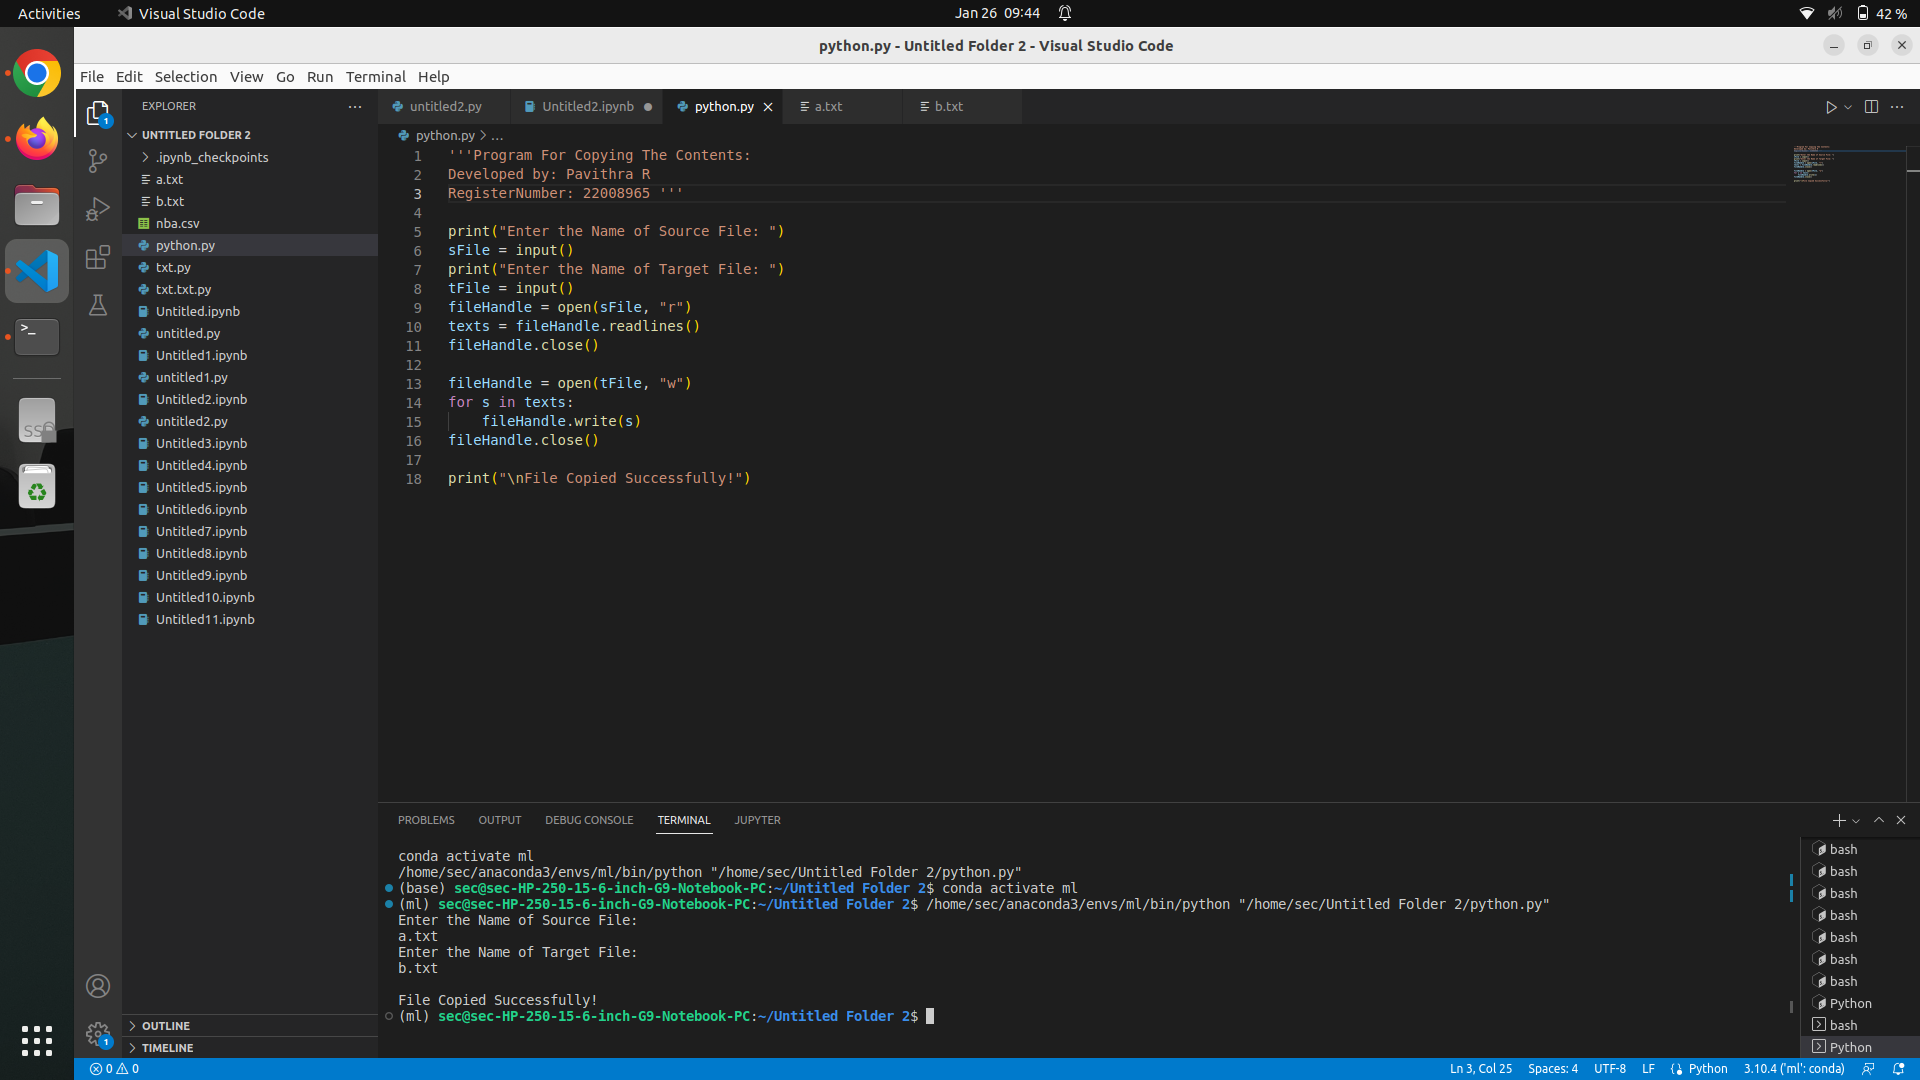 Activities
Visual Studio Code
Jan 26 09:44
42 %
python.py - Untitled Folder 2 - Visual Studio Code
File Edit Selection View Go Run Terminal Help
EXPLORER
UNTITLED FOLDER 2
.ipynb_checkpoints
a.txt
b.txt
nba.csv
python.py
txt.py
txt.txt.py
Untitled.ipynb
untitled.py
Untitled1.ipynb
untitled1.py
Untitled2.ipynb
untitled2.py
Untitled3.ipynb
Untitled4.ipynb
Untitled5.ipynb
Untitled6.ipynb
Untitled7.ipynb
Untitled8.ipynb
Untitled9.ipynb
Untitled10.ipynb
Untitled11.ipynb
OUTLINE
TIMELINE
1
1
SSD
>_
untitled2.py
Untitled2.ipynb
python.py
a.txt
b.txt
python.py > ...
1 '''Program For Copying The Contents:
2 Developed by: Pavithra R
3 RegisterNumber: 22008965 '''
4
5 print("Enter the Name of Source File: ")
6 sFile = input()
7 print("Enter the Name of Target File: ")
8 tFile = input()
9 fileHandle = open(sFile, "r")
10 texts = fileHandle.readlines()
11 fileHandle.close()
12
13 fileHandle = open(tFile, "w")
14 for s in texts:
15     fileHandle.write(s)
16 fileHandle.close()
17
18 print("\nFile Copied Successfully!")
PROBLEMS OUTPUT DEBUG CONSOLE TERMINAL JUPYTER
conda activate ml
/home/sec/anaconda3/envs/ml/bin/python "/home/sec/Untitled Folder 2/python.py"
(base) sec@sec-HP-250-15-6-inch-G9-Notebook-PC:~/Untitled Folder 2$ conda activate ml
(ml) sec@sec-HP-250-15-6-inch-G9-Notebook-PC:~/Untitled Folder 2$ /home/sec/anaconda3/envs/ml/bin/python "/home/sec/Untitled Folder 2/python.py"
Enter the Name of Source File:
a.txt
Enter the Name of Target File:
b.txt
File Copied Successfully!
(ml) sec@sec-HP-250-15-6-inch-G9-Notebook-PC:~/Untitled Folder 2$
bash
bash
bash
bash
bash
bash
bash
Python
bash
Python
0 0
Ln 3, Col 25 Spaces: 4 UTF-8 LF Python 3.10.4 ('ml': conda)